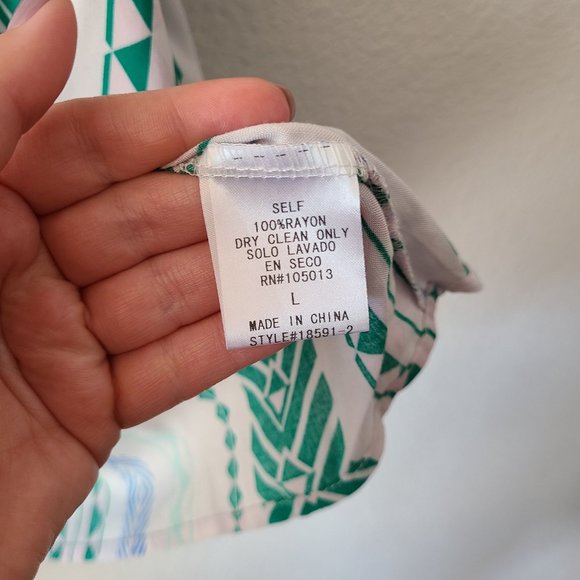 SELF
100%RAYON
DRY CLEAN ONLY
SOLO LAVADO
EN SECO
RN#105013
L
MADE IN CHINA
STYLE#18591-2